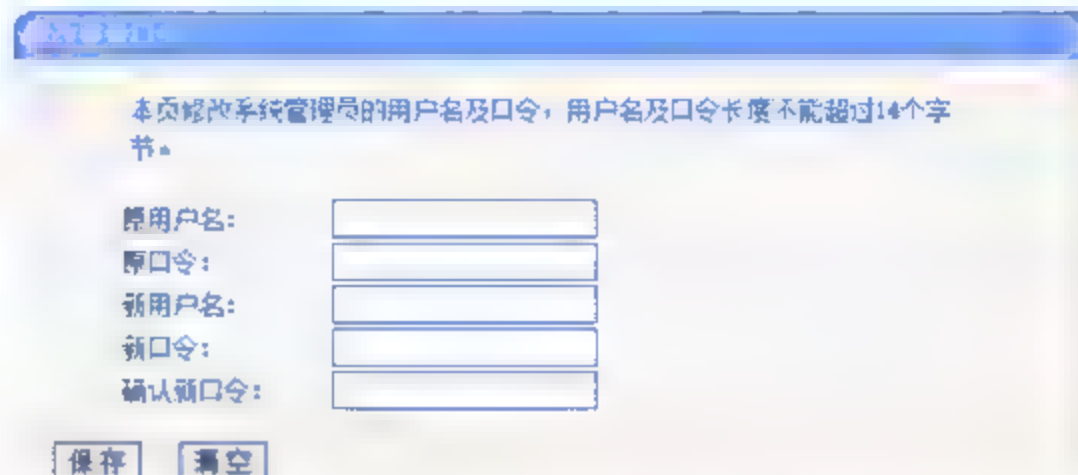 本页修改系统管理员的用户名及口令，用户名及口令长度不能超过14个字
节。
原用户名：
原口令：
新用户名：
新口令：
确认新口令：
保存 清空